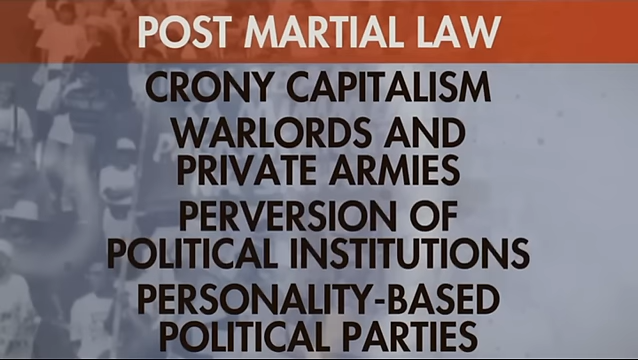 POST MARTIAL LAW
CRONY CAPITALISM
WARLORDS AND
PRIVATE ARMIES
PERVERSION OF
POLITICAL INSTITUTIONS
PERSONALITY-BASED
POLITICAL PARTIES